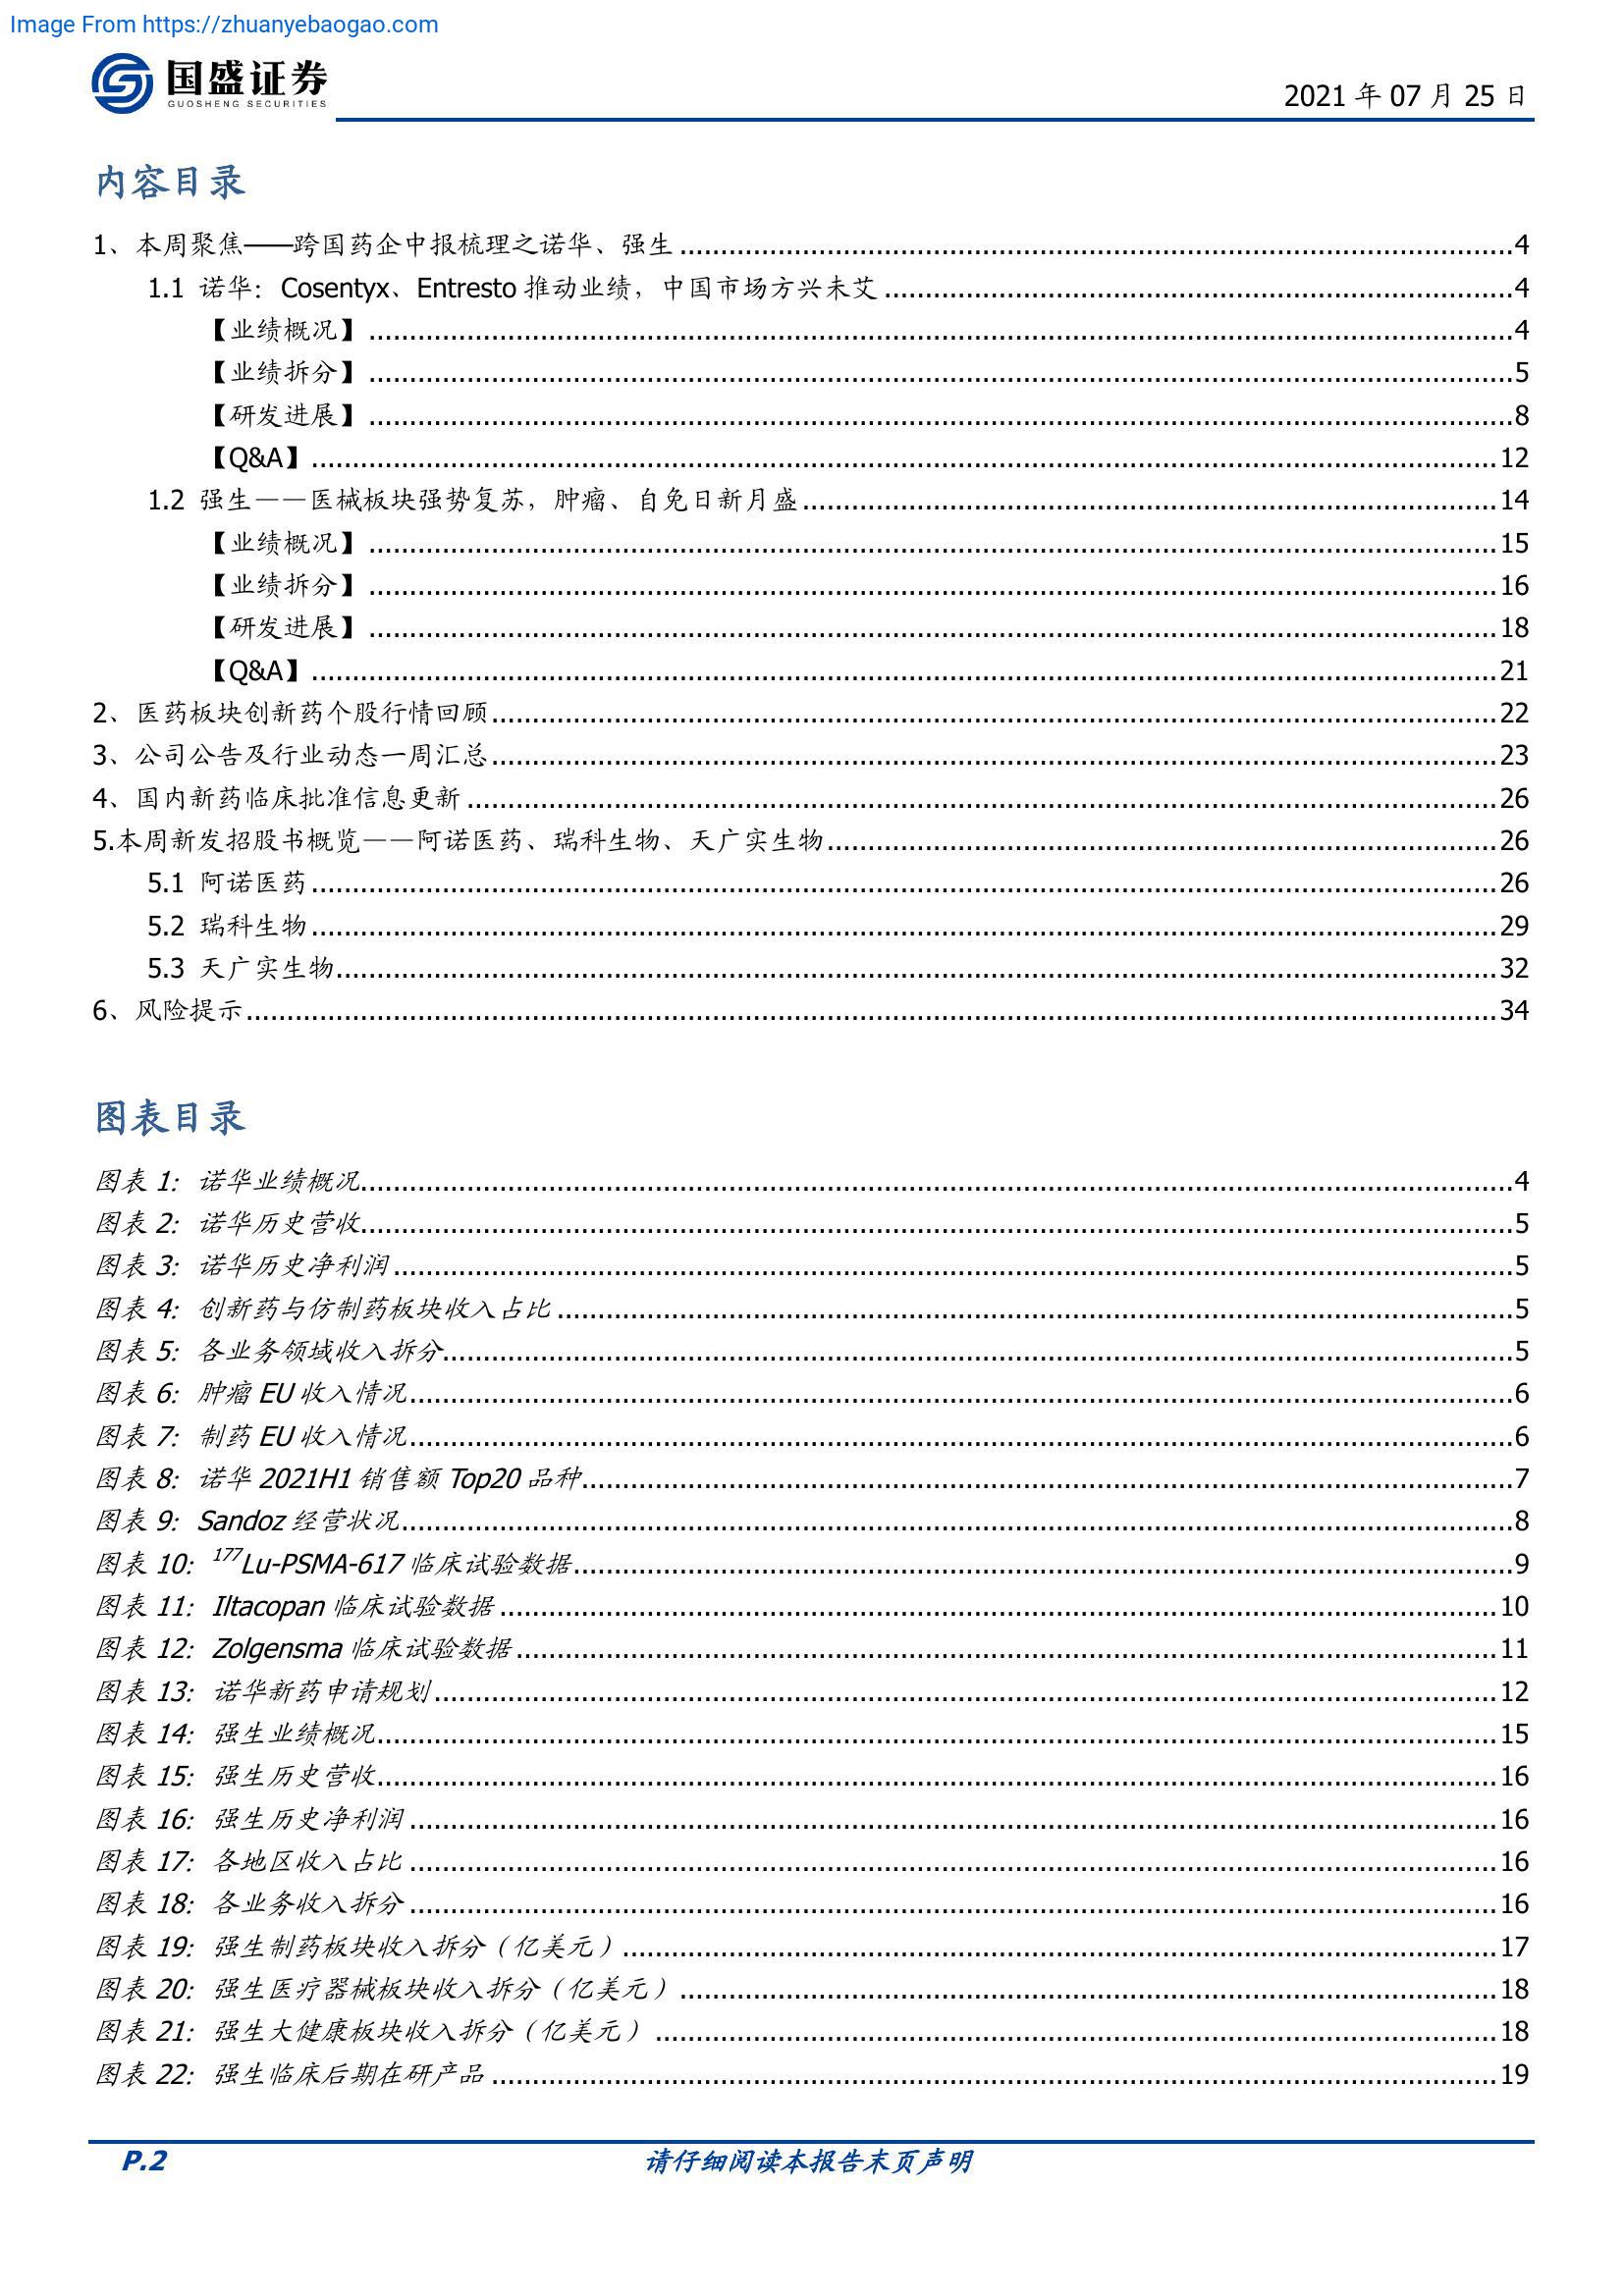 Image From https://zhuanyebaogao.com
国盛证券
GUOSHENG SECURITIES
2021 年 07 月 25 日
内容目录
1、本周聚焦——跨国药企中报梳理之诺华、强生 ........ 4
1.1 诺华：Cosentyx、Entresto 推动业绩，中国市场方兴未艾 ........ 4
【业绩概况】 ........ 4
【业绩拆分】 ........ 5
【研发进展】 ........ 8
【Q&A】 ........ 12
1.2 强生——医械板块强势复苏，肿瘤、自免日新月盛 ........ 14
【业绩概况】 ........ 15
【业绩拆分】 ........ 16
【研发进展】 ........ 18
【Q&A】 ........ 21
2、医药板块创新药个股行情回顾 ........ 22
3、公司公告及行业动态一周汇总 ........ 23
4、国内新药临床批准信息更新 ........ 26
5.本周新发招股书概览——阿诺医药、瑞科生物、天广实生物 ........ 26
5.1 阿诺医药 ........ 26
5.2 瑞科生物 ........ 29
5.3 天广实生物 ........ 32
6、风险提示 ........ 34
图表目录
图表 1：诺华业绩概况 ........ 4
图表 2：诺华历史营收 ........ 5
图表 3：诺华历史净利润 ........ 5
图表 4：创新药与仿制药板块收入占比 ........ 5
图表 5：各业务领域收入拆分 ........ 5
图表 6：肿瘤 EU 收入情况 ........ 6
图表 7：制药 EU 收入情况 ........ 6
图表 8：诺华 2021H1 销售额 Top20 品种 ........ 7
图表 9：Sandoz 经营状况 ........ 8
图表 10：177Lu-PSMA-617 临床试验数据 ........ 9
图表 11：Iltacopan 临床试验数据 ........ 10
图表 12：Zolgensma 临床试验数据 ........ 11
图表 13：诺华新药申请规划 ........ 12
图表 14：强生业绩概况 ........ 15
图表 15：强生历史营收 ........ 16
图表 16：强生历史净利润 ........ 16
图表 17：各地区收入占比 ........ 16
图表 18：各业务收入拆分 ........ 16
图表 19：强生制药板块收入拆分（亿美元） ........ 17
图表 20：强生医疗器械板块收入拆分（亿美元） ........ 18
图表 21：强生大健康板块收入拆分（亿美元） ........ 18
图表 22：强生临床后期在研产品 ........ 19
P.2
请仔细阅读本报告末页声明